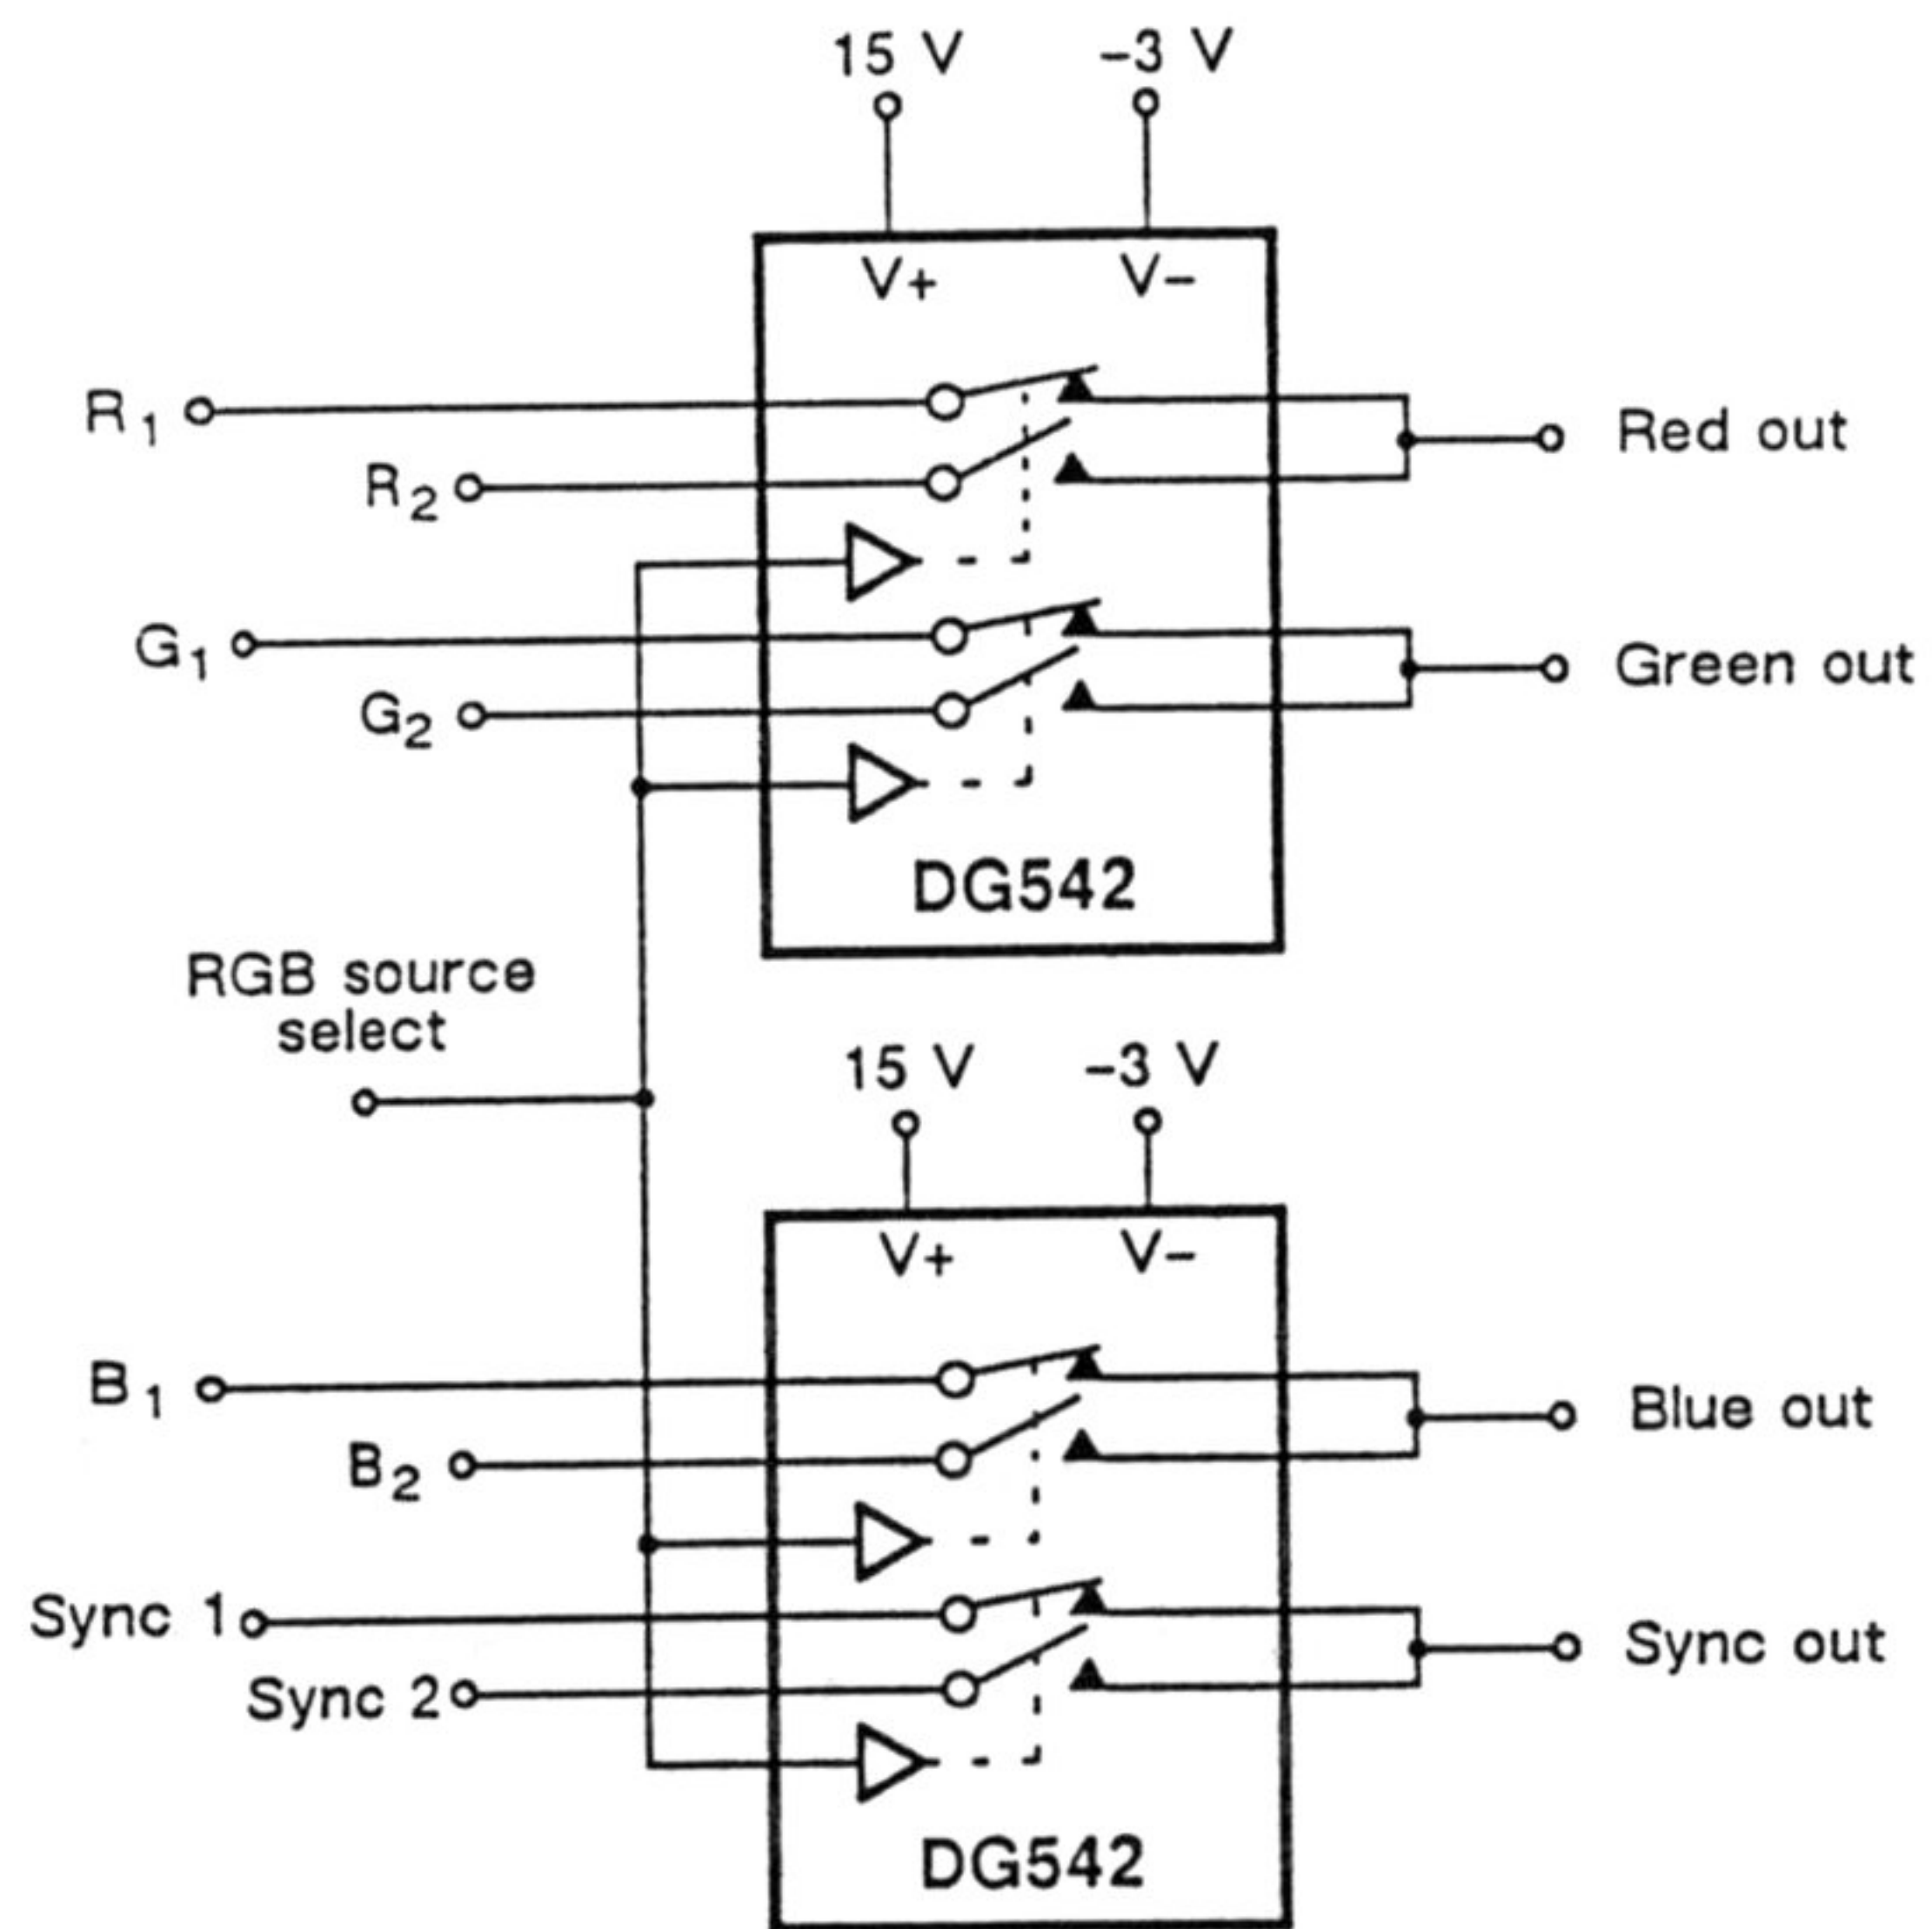 15 V
-3 V
V+
V-
R1
Red out
R2
G1
Green out
G2
DG542
RGB source
select
15 V
-3 V
V+
V-
B1
Blue out
B2
Sync 1
Sync out
Sync 2
DG542